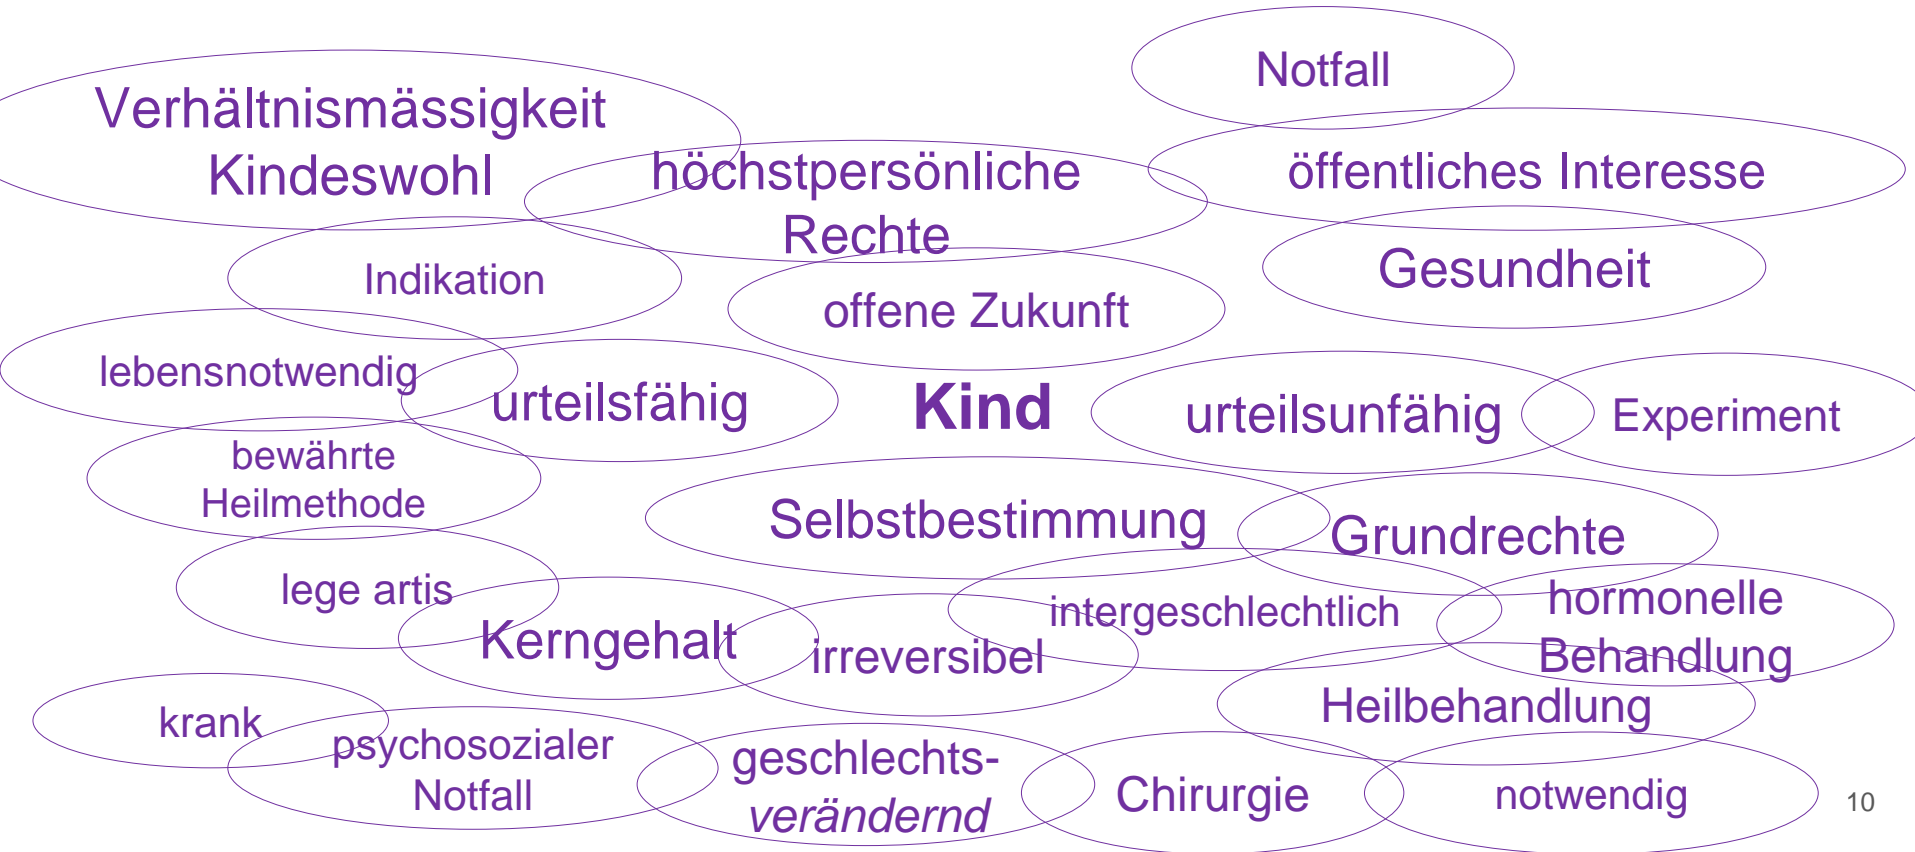 Notfall
Verhältnismässigkeit
Kindeswohl
höchstpersönliche
Rechte
öffentliches Interesse
Indikation
offene Zukunft
Gesundheit
lebensnotwendig
urteilsfähig
Kind
urteilsunfähig
Experiment
bewährte
Heilmethode
Selbstbestimmung
Grundrechte
lege artis
Kerngehalt
irreversibel
intergeschlechtlich
hormonelle
Behandlung
Heilbehandlung
krank
psychosozialer
Notfall
geschlechts-
verändernd
Chirurgie
notwendig
10